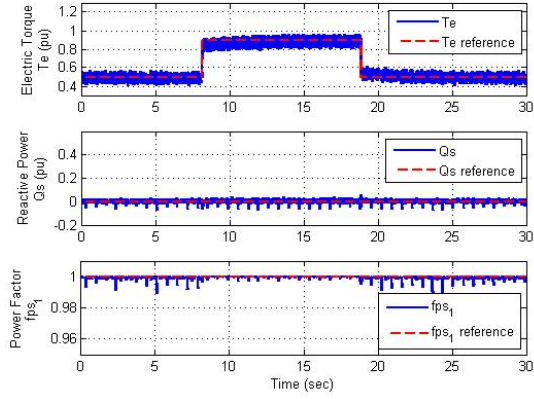 Electric Torque
Te (pu)
1.2
1
0.8
0.6
0.4
Te
Te reference
0 5 10 15 20 25 30
Reactive Power
Qs (pu)
0.4
0.2
0
-0.2
Qs
Qs reference
0 5 10 15 20 25 30
Power Factor
fps1
1
0.98
0.96
fps1
fps1 reference
0 5 10 15 20 25 30
Time (sec)